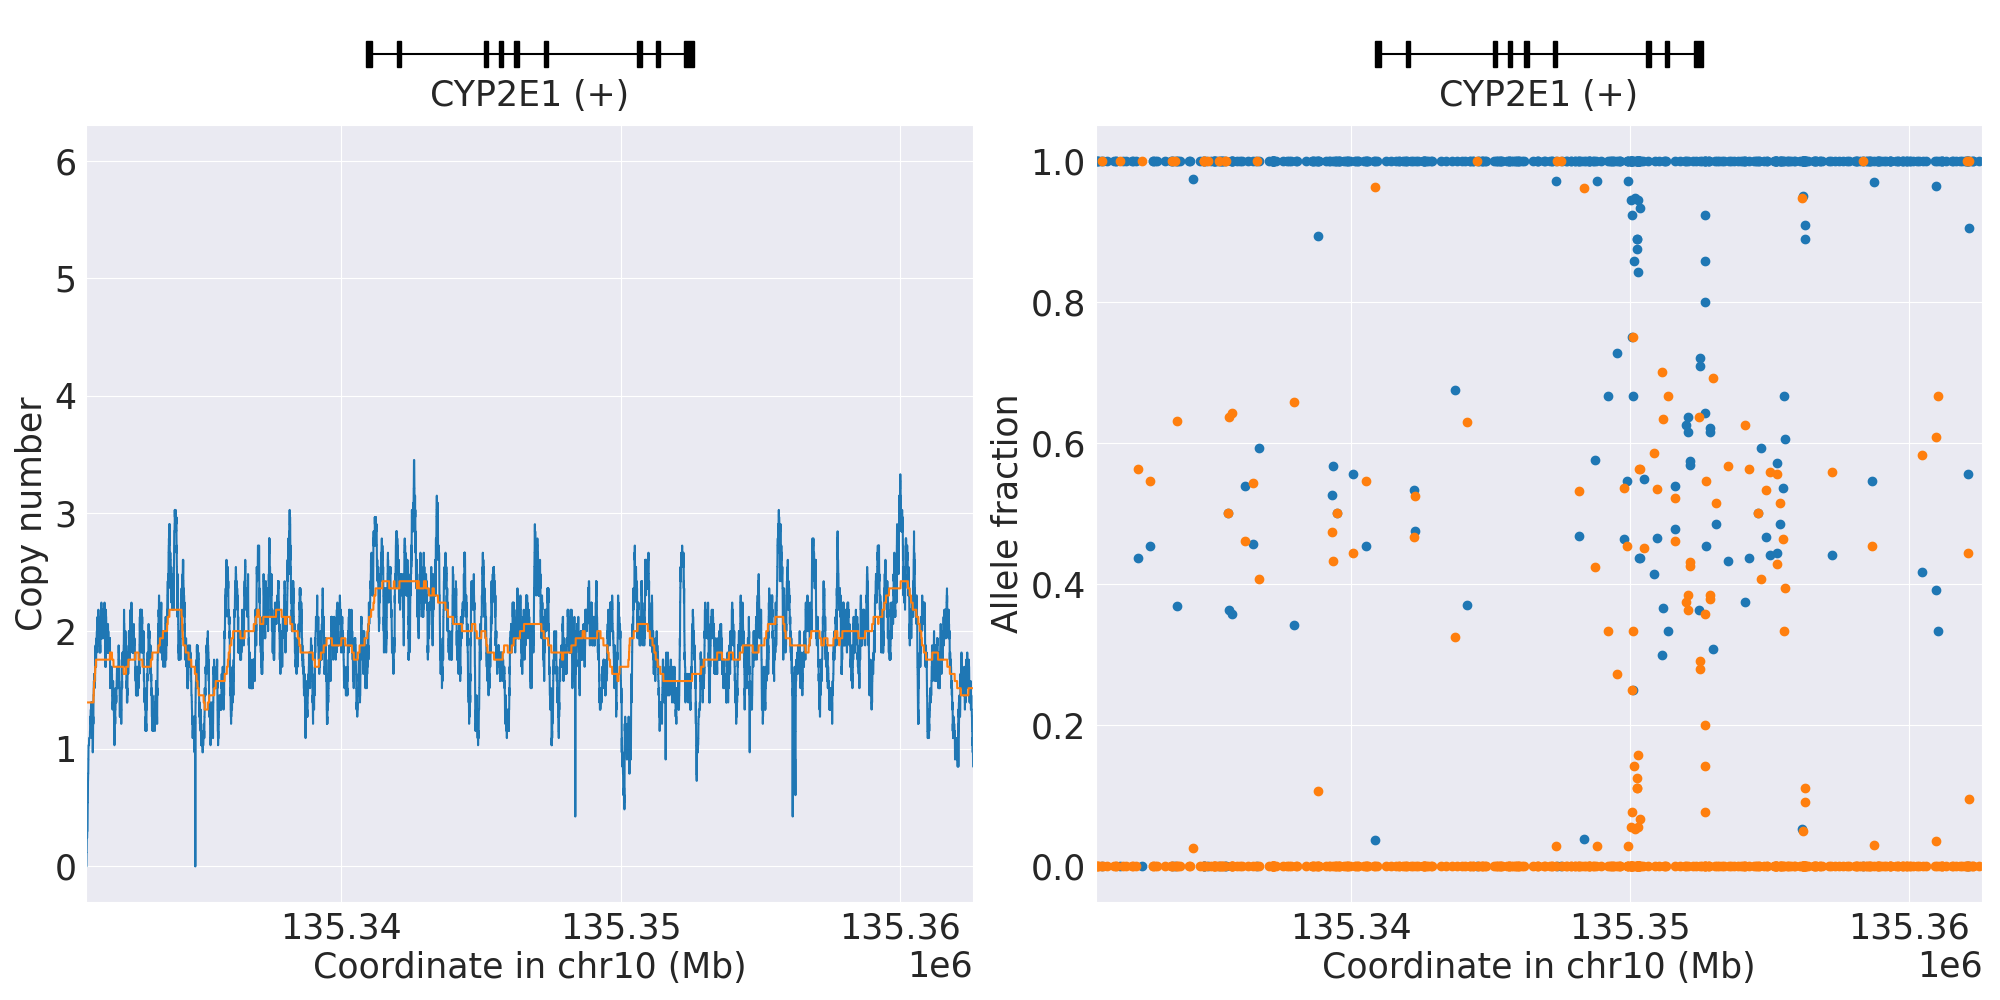 CYP2E1 (+)
6
5
4
3
2
1
0
Copy number
135.34 135.35 135.36
Coordinate in chr10 (Mb)
1e6
CYP2E1 (+)
1.0
0.8
0.6
0.4
0.2
0.0
Allele fraction
135.34 135.35 135.36
Coordinate in chr10 (Mb)
1e6